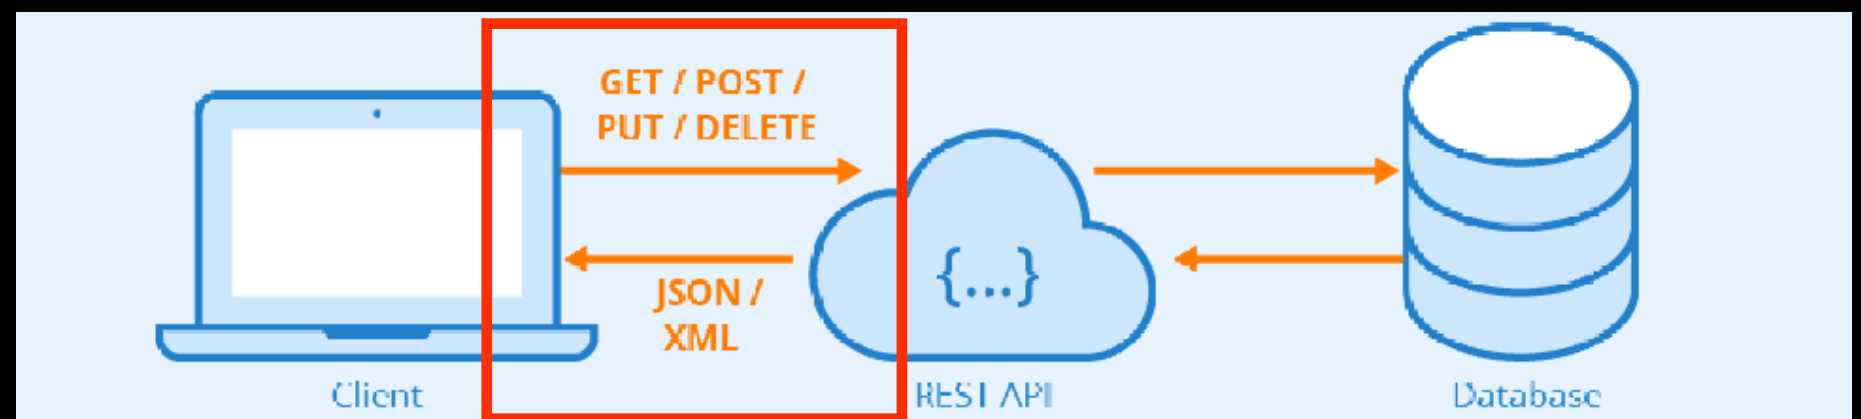 GET / POST /
PUT / DELETE
{...}
JSON /
XML
Client
REST API
Database